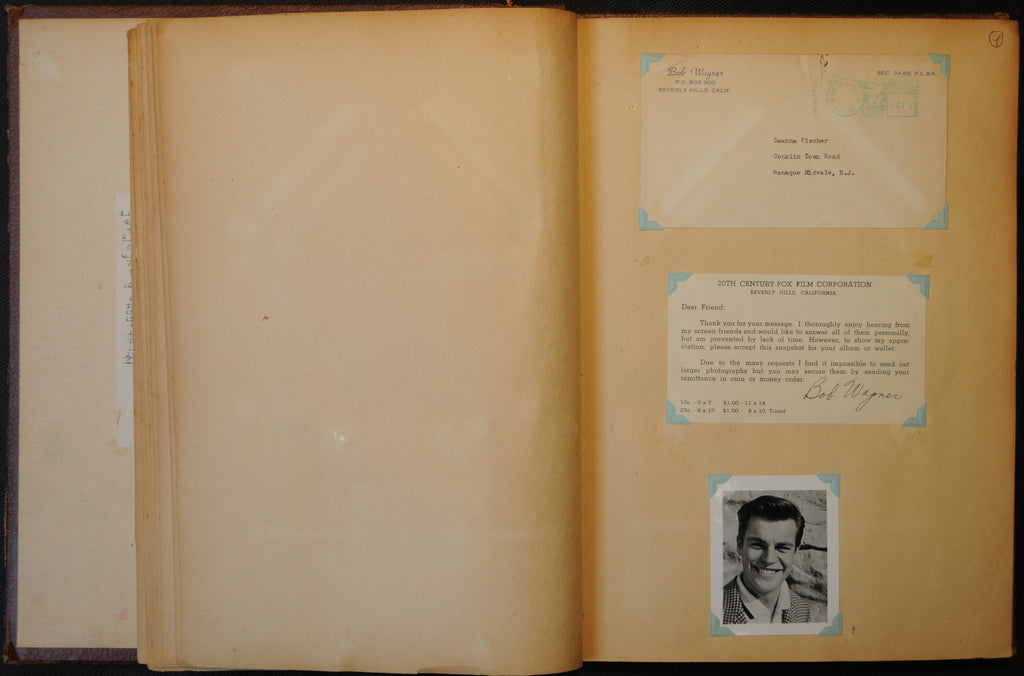 Bob Wagner
P.O. BOX 900
BEVERLY HILLS, CALIF.
SEC. 34.66, P.L.& R.
Deanna Fischer
Conklin Town Road
Wanaque Midvale, N.J.
20TH CENTURY-FOX FILM CORPORATION
BEVERLY HILLS, CALIFORNIA
Dear Friend:
Thank you for your message. I thoroughly enjoy hearing from
my screen friends and would like to answer all of them personally,
but am prevented by lack of time. However, to show my appre-
ciation, please accept this snapshot for your album or wallet.
Due to the many requests I find it impossible to send out
larger photographs but you may secure them by sending your
remittance in coin or money order.
Bob Wagner
10c. - 5 x 7 $1.00 - 11 x 14
25c. - 8 x 10 $1.00 - 8 x 10 Tinted